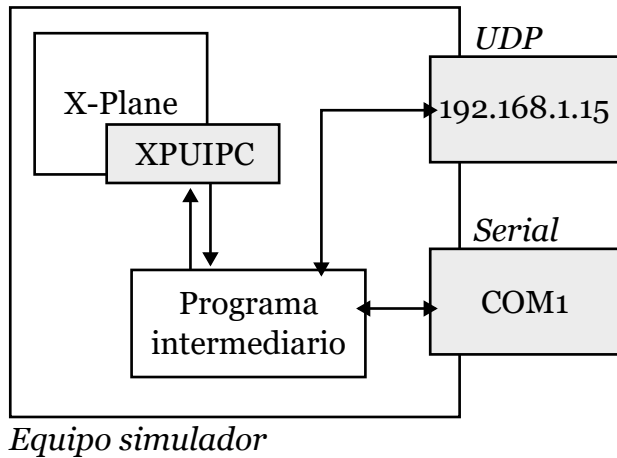 UDP
X-Plane
192.168.1.15
XPUIPC
Serial
Programa
intermediario
COM1
Equipo simulador